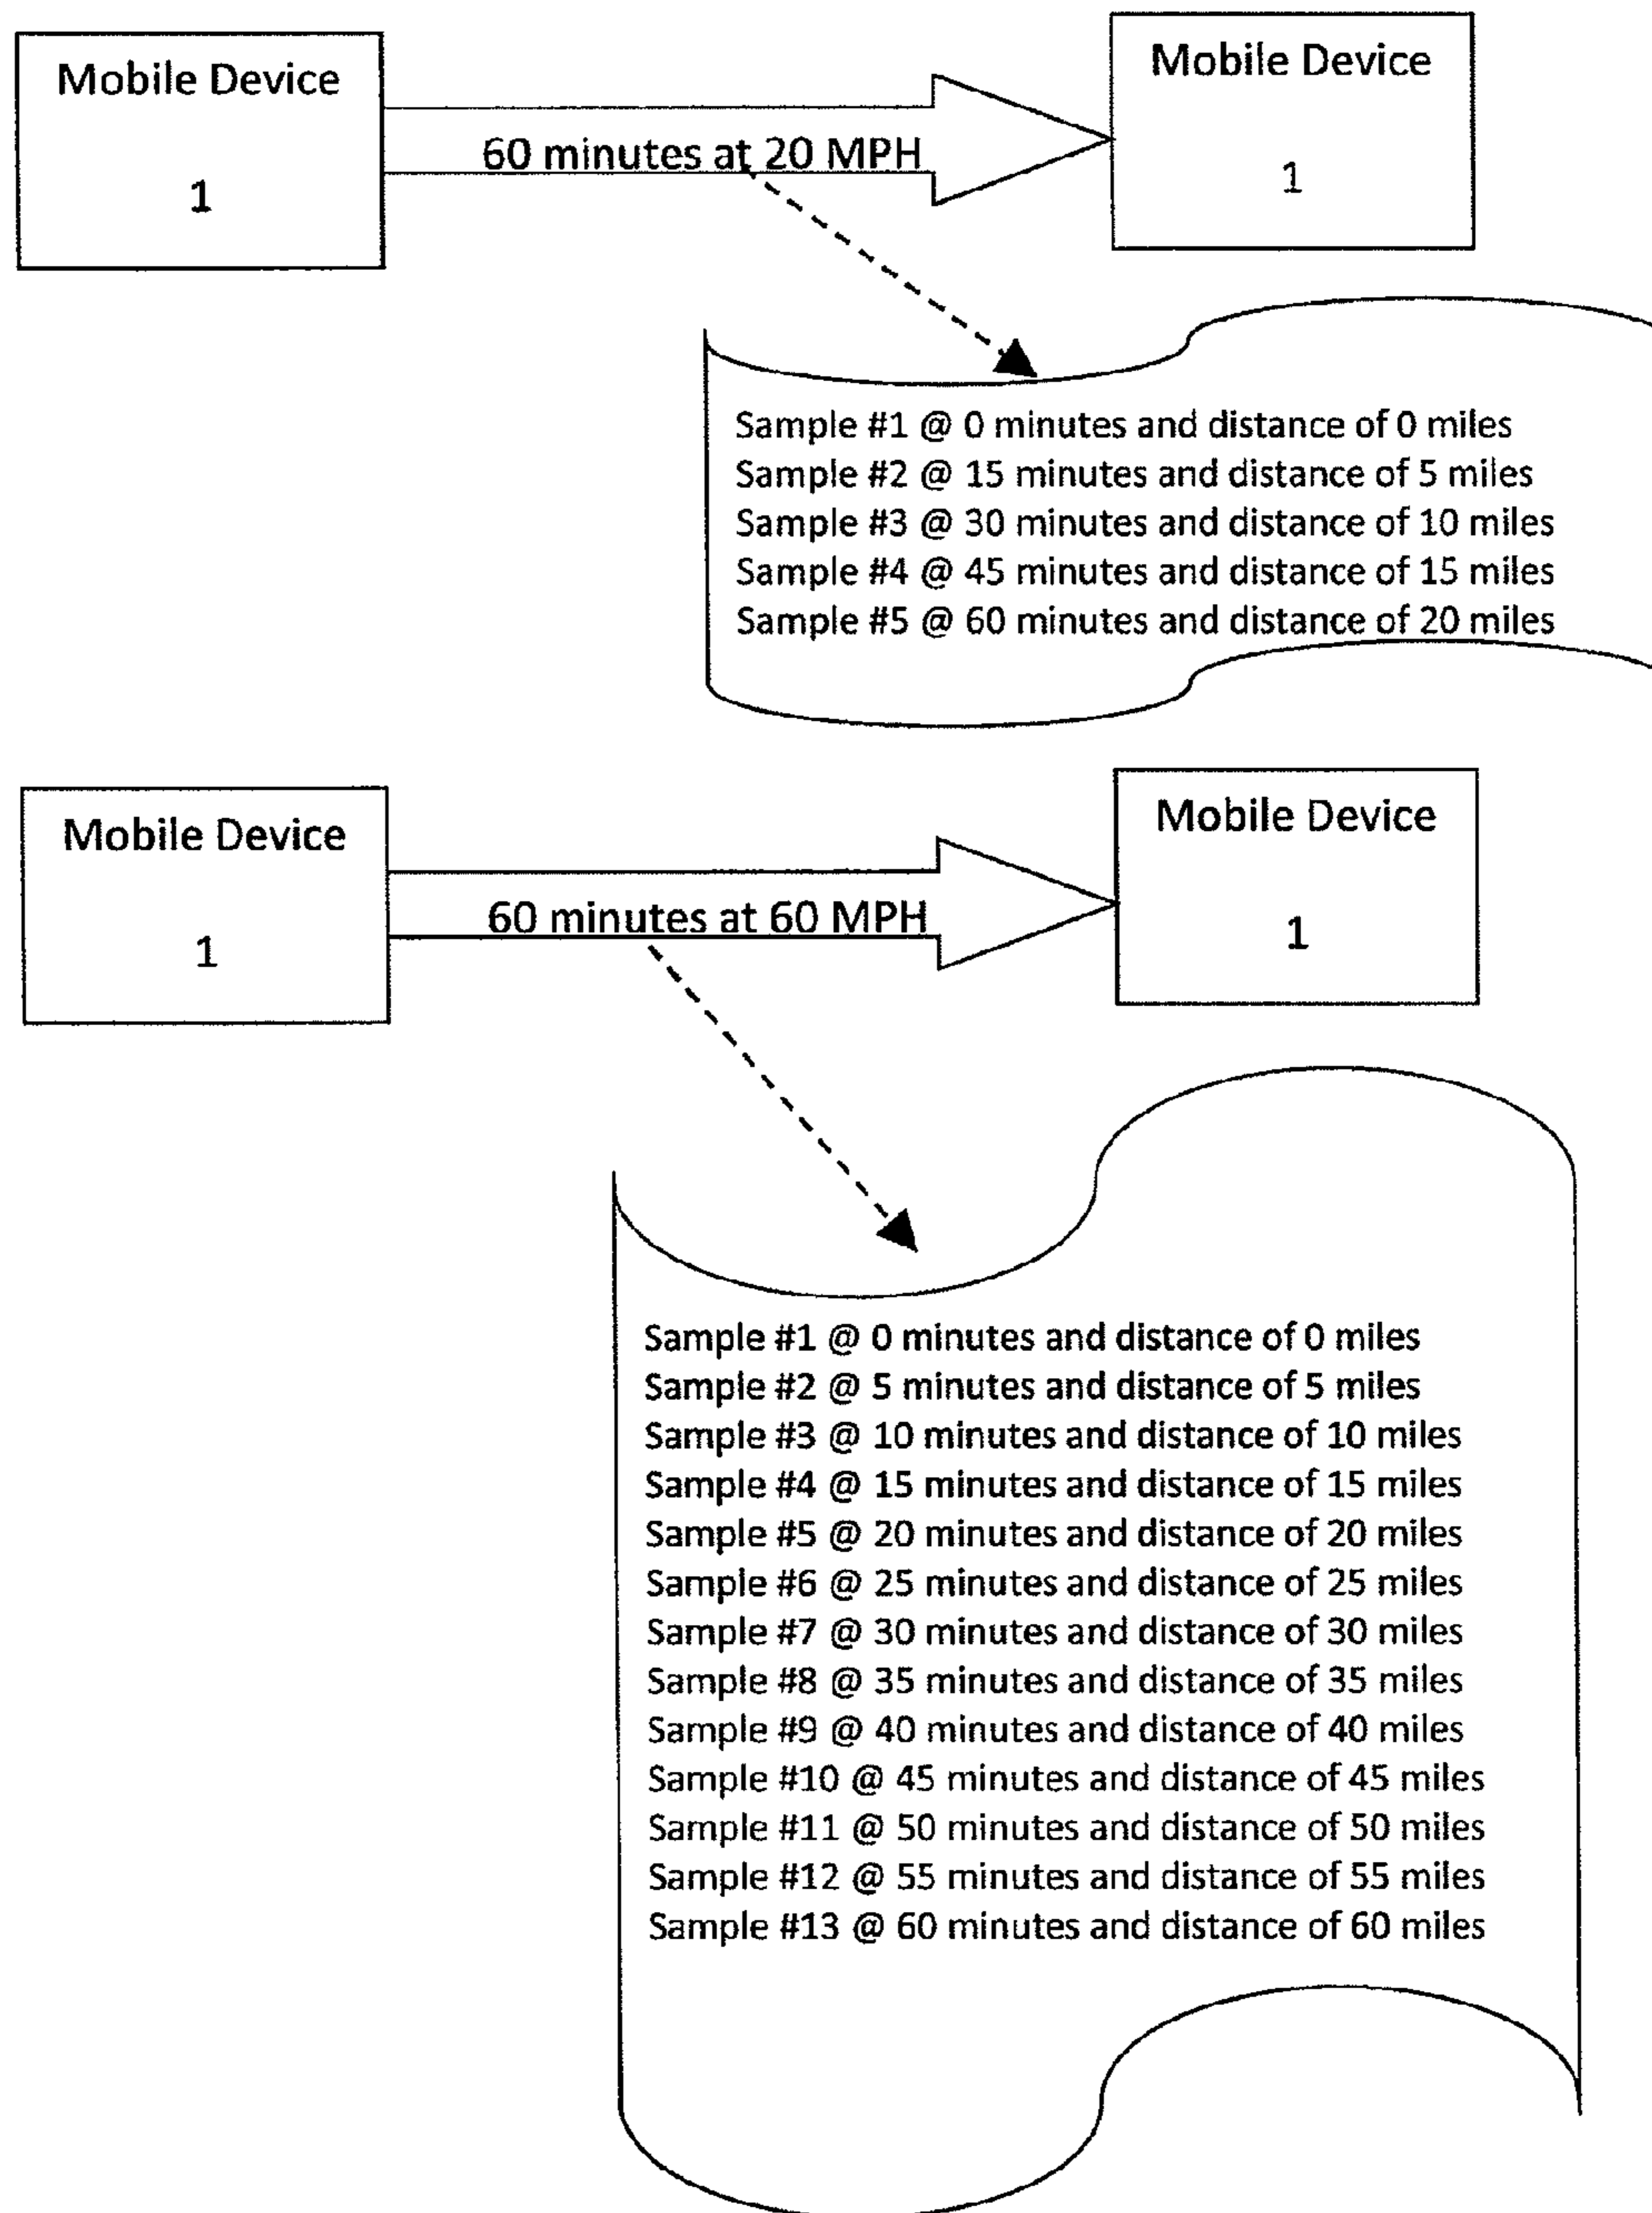 Mobile Device
1
60 minutes at 20 MPH
Mobile Device
1
Sample #1 @ 0 minutes and distance of 0 miles
Sample #2 @ 15 minutes and distance of 5 miles
Sample #3 @ 30 minutes and distance of 10 miles
Sample #4 @ 45 minutes and distance of 15 miles
Sample #5 @ 60 minutes and distance of 20 miles
Mobile Device
1
60 minutes at 60 MPH
Mobile Device
1
Sample #1 @ 0 minutes and distance of 0 miles
Sample #2 @ 5 minutes and distance of 5 miles
Sample #3 @ 10 minutes and distance of 10 miles
Sample #4 @ 15 minutes and distance of 15 miles
Sample #5 @ 20 minutes and distance of 20 miles
Sample #6 @ 25 minutes and distance of 25 miles
Sample #7 @ 30 minutes and distance of 30 miles
Sample #8 @ 35 minutes and distance of 35 miles
Sample #9 @ 40 minutes and distance of 40 miles
Sample #10 @ 45 minutes and distance of 45 miles
Sample #11 @ 50 minutes and distance of 50 miles
Sample #12 @ 55 minutes and distance of 55 miles
Sample #13 @ 60 minutes and distance of 60 miles